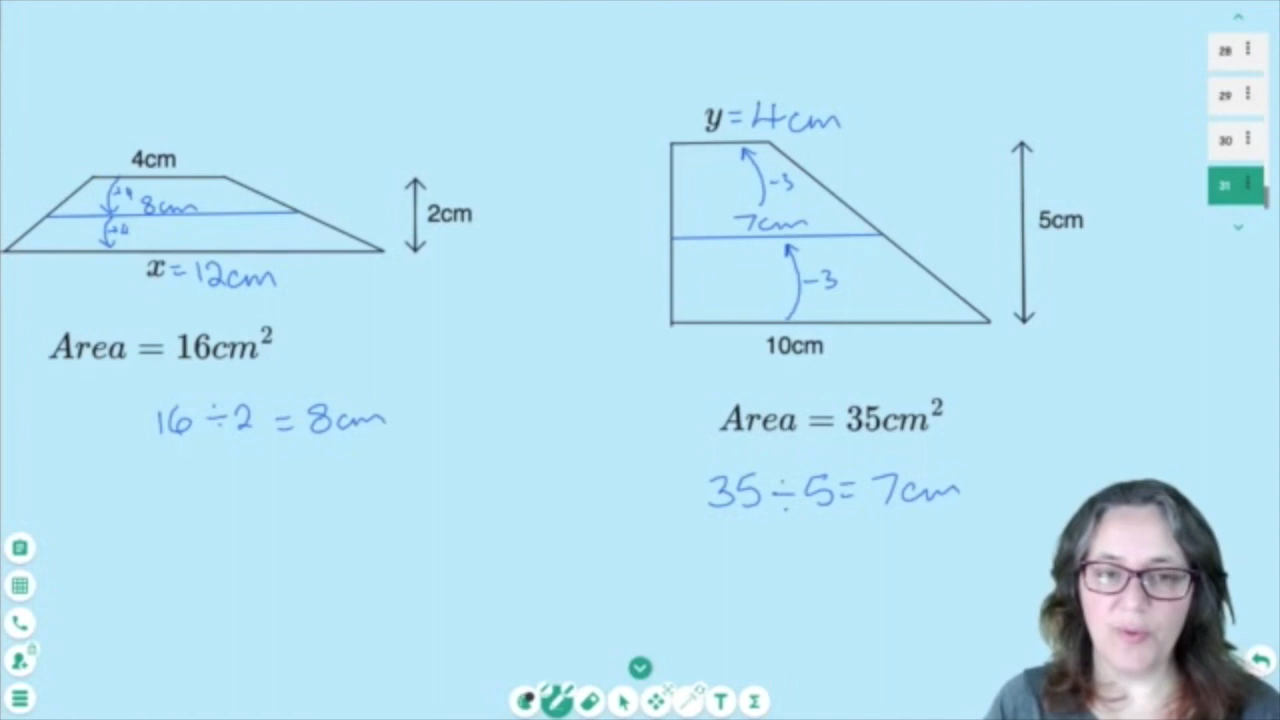 4cm
+4
8cm
+4
x = 12cm
2cm
Area = 16cm²
16 ÷ 2 = 8cm
y = 4cm
-3
7cm
-3
10cm
5cm
Area = 35cm²
35 ÷ 5 = 7cm
28
29
30
31
T
Σ